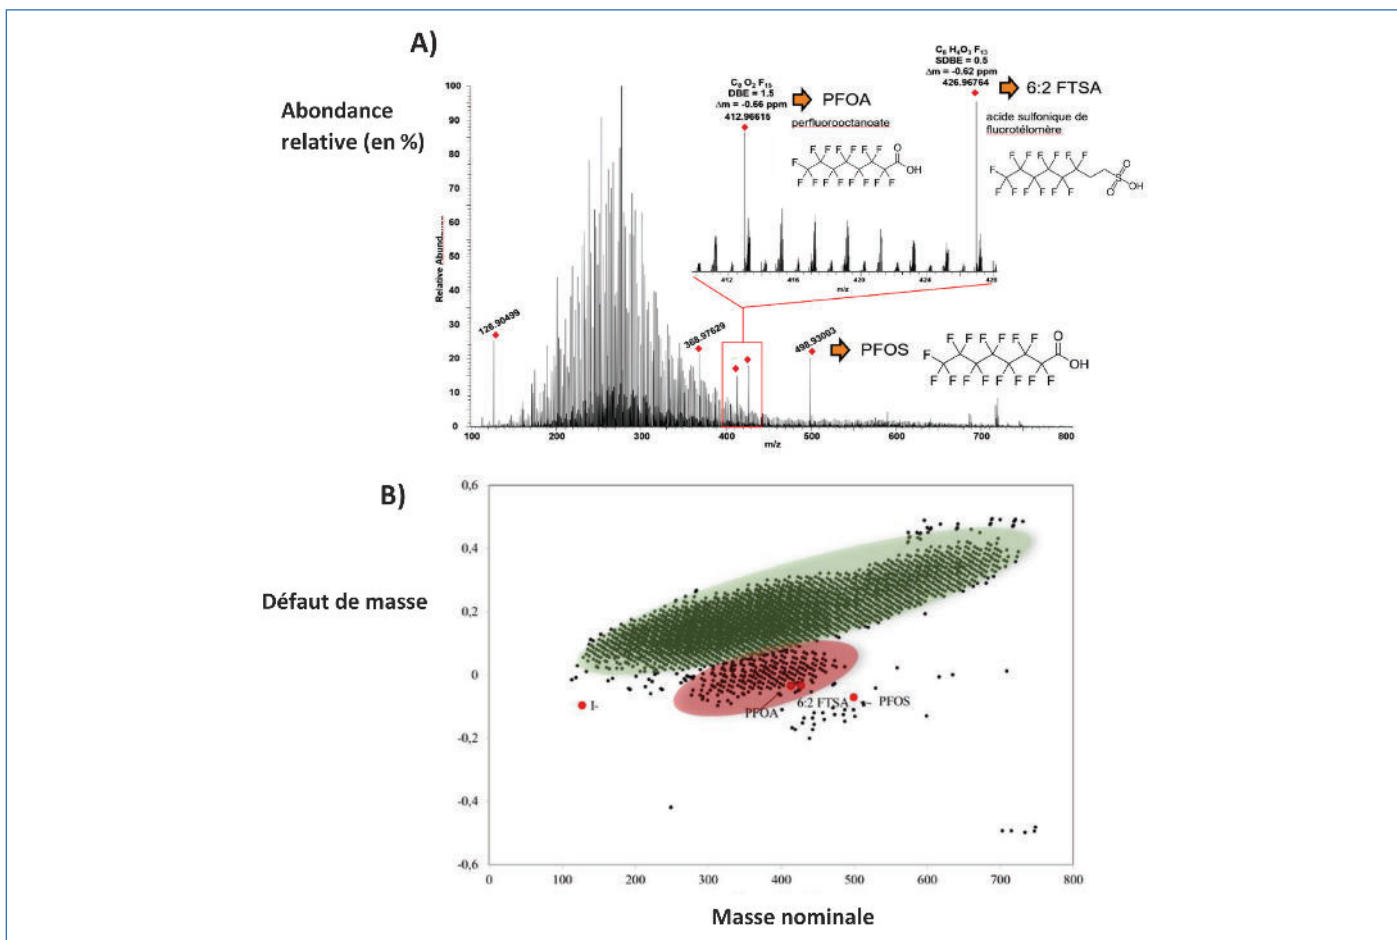 A)
Abondance
relative (en %)
Relative Abund.......
100
90
80
70
60
50
40
30
20
10
0
100
200
300
400
500
600
700
800
m/z
126.90499
368.97629
498.93003
PFOS
F F F F F F O
F
OH
F F F F F F F F
C8 O2 F15
DBE = 1.5
Δm = -0.66 ppm
412.96615
PFOA
perfluorooctanoate
F F F F F F O
F
OH
F F F F F F F F
C8 H4O3 F13
SDBE = 0.5
Δm = -0.62 ppm
426.96764
6:2 FTSA
acide sulfonique de
fluorotélomère
F F F F F F O
F
S
OH
F F F F F F O
412
416
420
424
428
m/z
B)
Défaut de masse
0,6
0,4
0,2
0
-0,2
-0,4
-0,6
I-
PFOA
6:2 FTSA
PFOS
0
100
200
300
400
500
600
700
800
Masse nominale